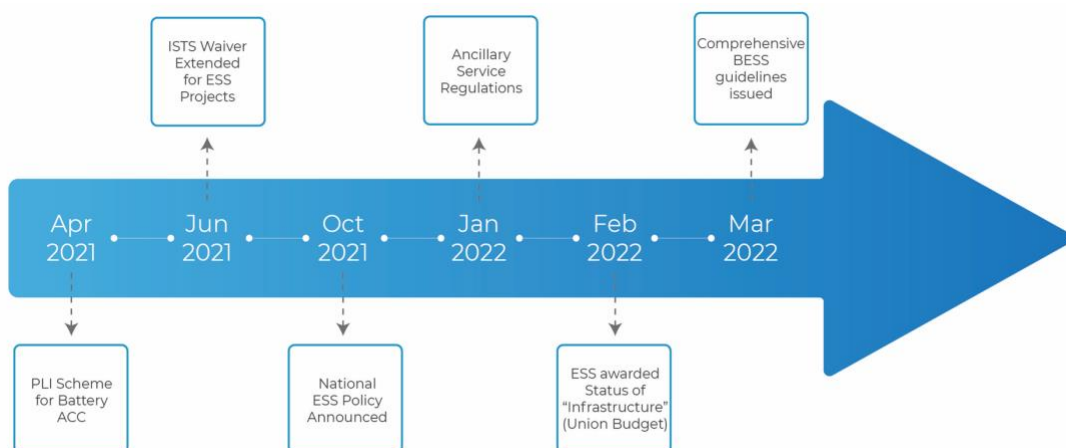 ISTS Waiver
Extended
for ESS
Projects
Ancillary
Service
Regulations
Comprehensive
BESS
guidelines
issued
Apr
2021
Jun
2021
Oct
2021
Jan
2022
Feb
2022
Mar
2022
PLI Scheme
for Battery
ACC
National
ESS Policy
Announced
ESS awarded
Status of
“Infrastructure”
(Union Budget)